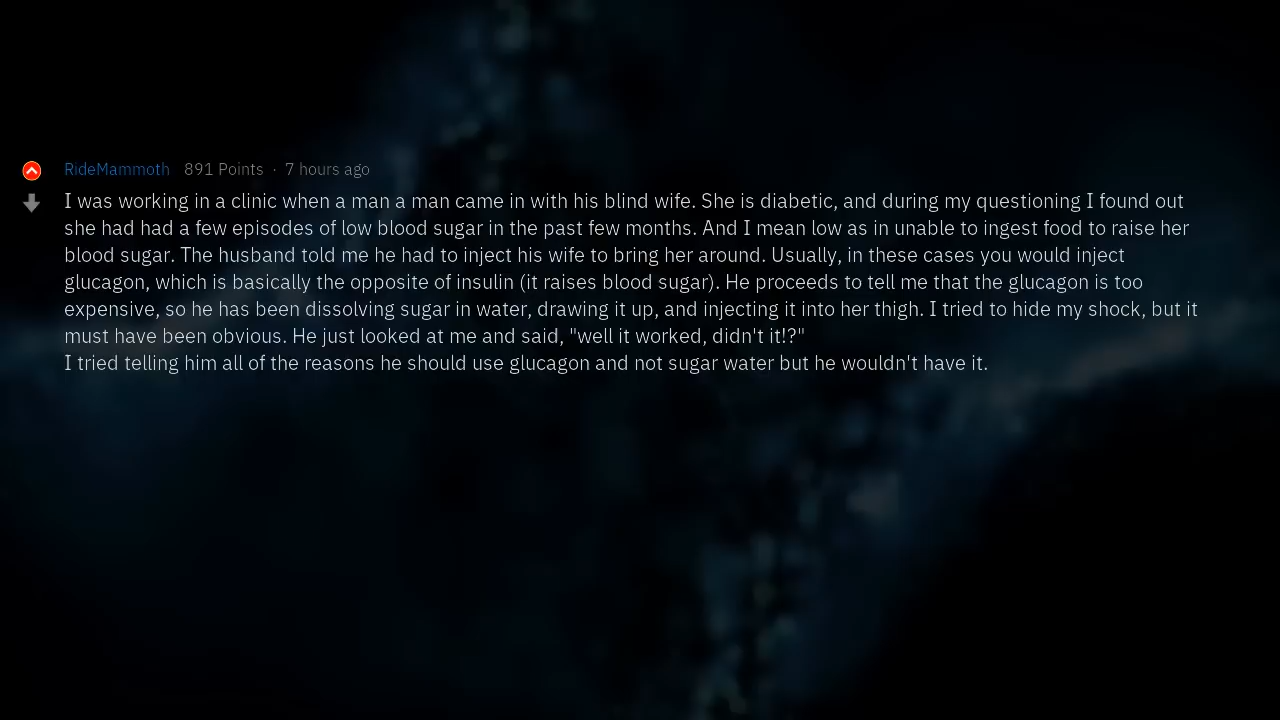 RideMammoth 891 Points · 7 hours ago
I was working in a clinic when a man a man came in with his blind wife. She is diabetic, and during my questioning I found out
she had had a few episodes of low blood sugar in the past few months. And I mean low as in unable to ingest food to raise her
blood sugar. The husband told me he had to inject his wife to bring her around. Usually, in these cases you would inject
glucagon, which is basically the opposite of insulin (it raises blood sugar). He proceeds to tell me that the glucagon is too
expensive, so he has been dissolving sugar in water, drawing it up, and injecting it into her thigh. I tried to hide my shock, but it
must have been obvious. He just looked at me and said, "well it worked, didn't it!?"
I tried telling him all of the reasons he should use glucagon and not sugar water but he wouldn't have it.